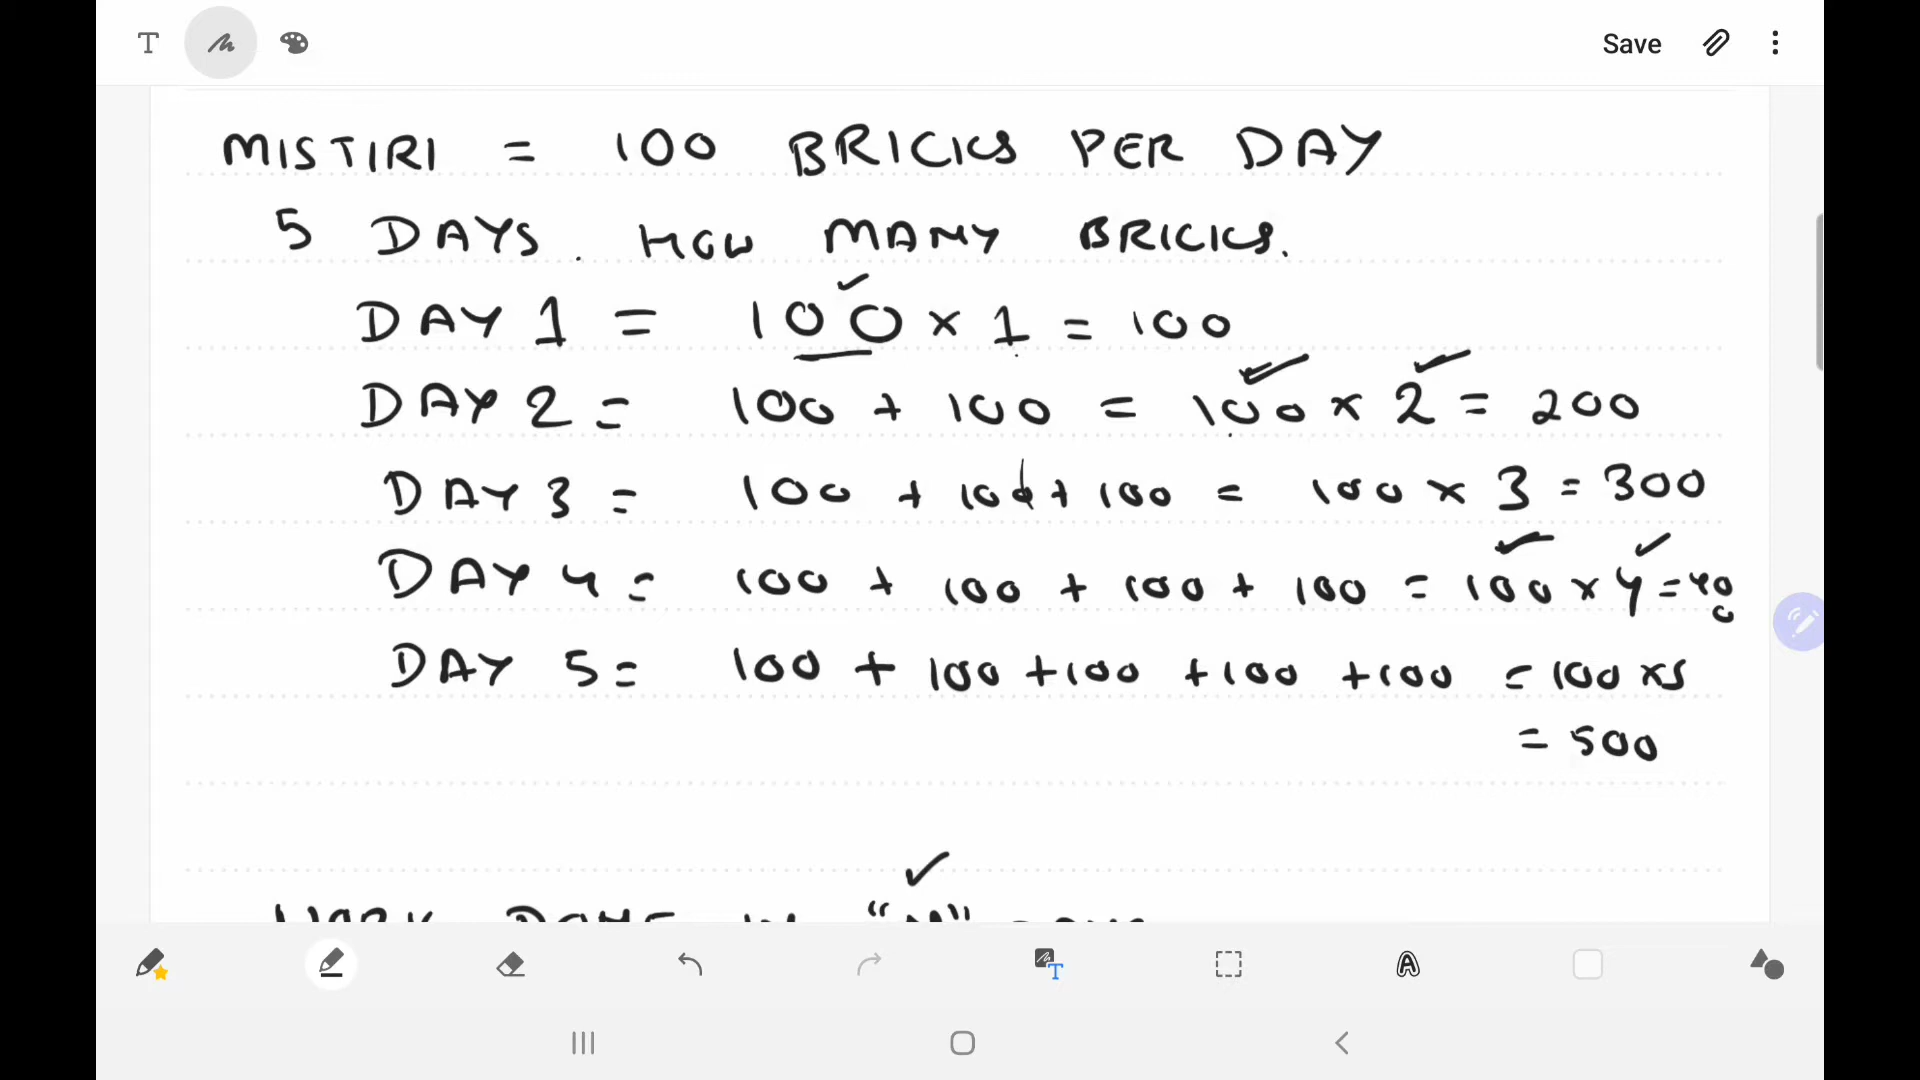 T Save
MISTIRI = 100 BRICKS PER DAY
5 DAYS. HOW MANY BRICKS.
DAY 1 = 100 × 1 = 100
DAY 2 = 100 + 100 = 100 × 2 = 200
DAY 3 = 100 + 100 + 100 = 100 × 3 = 300
DAY 4 = 100 + 100 + 100 + 100 = 100 × 4 = 400
DAY 5 = 100 + 100 + 100 + 100 + 100 = 100 × 5
= 500
T A